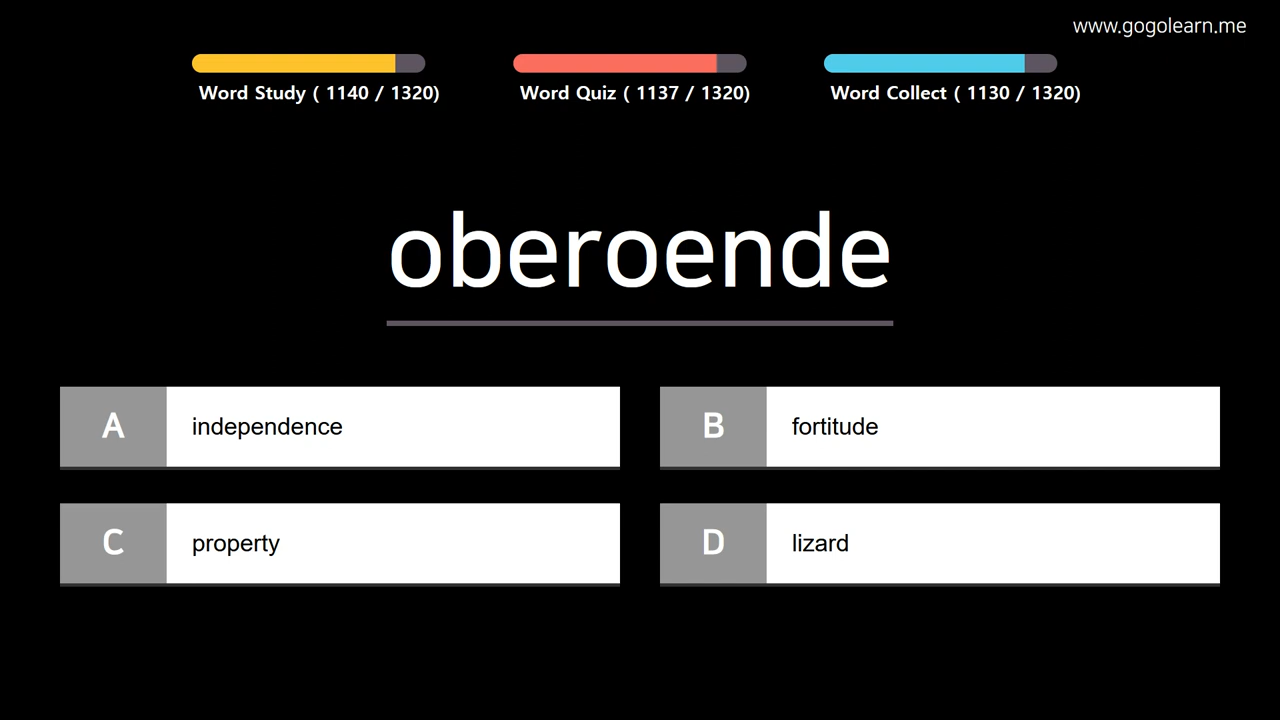 www.gogolearn.me
Word Study ( 1140 / 1320)
Word Quiz ( 1137 / 1320)
Word Collect ( 1130 / 1320)
oberoende
A independence
B fortitude
C property
D lizard